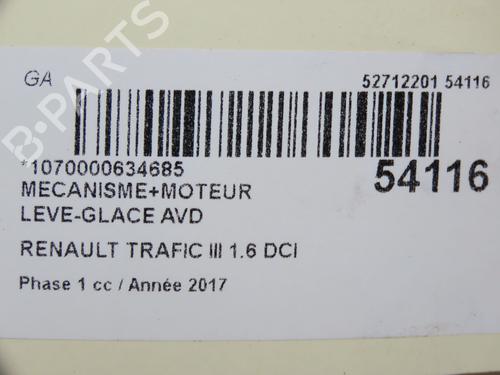 GA
52712201 54116
*1070000634685
54116
MECANISME+MOTEUR
LEVE-GLACE AVD
RENAULT TRAFIC III 1.6 DCI
Phase 1 cc / Année 2017
B-PARTS